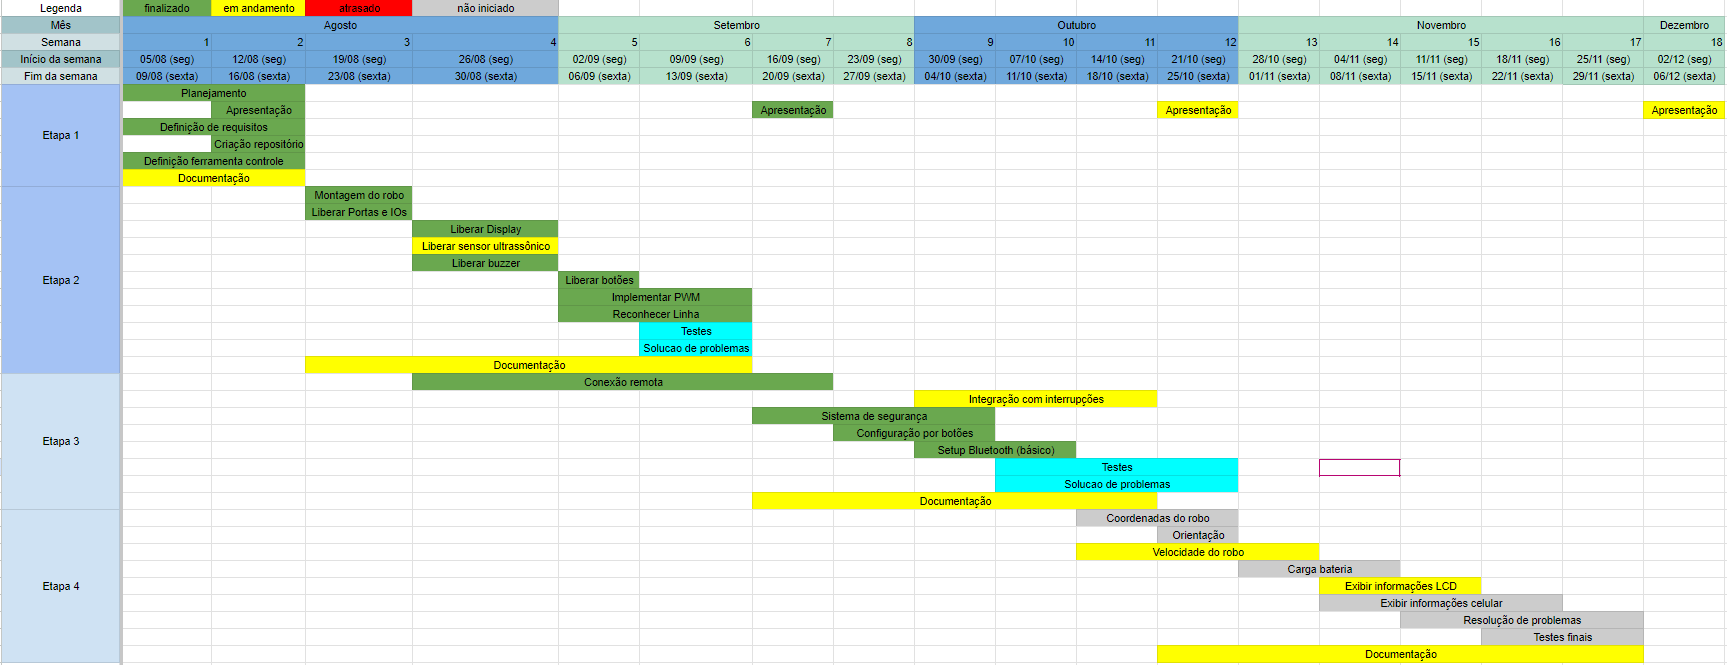 Legenda finalizado em andamento atrasado não iniciado
Mês Agosto Setembro Outubro Novembro Dezembro
Semana 1 2 3 4 5 6 7 8 9 10 11 12 13 14 15 16 17 18
Início da semana 05/08 (seg) 12/08 (seg) 19/08 (seg) 26/08 (seg) 02/09 (seg) 09/09 (seg) 16/09 (seg) 23/09 (seg) 30/09 (seg) 07/10 (seg) 14/10 (seg) 21/10 (seg) 28/10 (seg) 04/11 (seg) 11/11 (seg) 18/11 (seg) 25/11 (seg) 02/12 (seg)
Fim da semana 09/08 (sexta) 16/08 (sexta) 23/08 (sexta) 30/08 (sexta) 06/09 (sexta) 13/09 (sexta) 20/09 (sexta) 27/09 (sexta) 04/10 (sexta) 11/10 (sexta) 18/10 (sexta) 25/10 (sexta) 01/11 (sexta) 08/11 (sexta) 15/11 (sexta) 22/11 (sexta) 29/11 (sexta) 06/12 (sexta)
Etapa 1
Planejamento
Apresentação Apresentação Apresentação Apresentação
Definição de requisitos
Criação repositório
Definição ferramenta controle
Documentação
Etapa 2
Montagem do robo
Liberar Portas e IOs
Liberar Display
Liberar sensor ultrassônico
Liberar buzzer
Liberar botões
Implementar PWM
Reconhecer Linha
Testes
Solucao de problemas
Documentação
Etapa 3
Conexão remota
Integração com interrupções
Sistema de segurança
Configuração por botões
Setup Bluetooth (básico)
Testes
Solucao de problemas
Documentação
Etapa 4
Coordenadas do robo
Orientação
Velocidade do robo
Carga bateria
Exibir informações LCD
Exibir informações celular
Resolução de problemas
Testes finais
Documentação